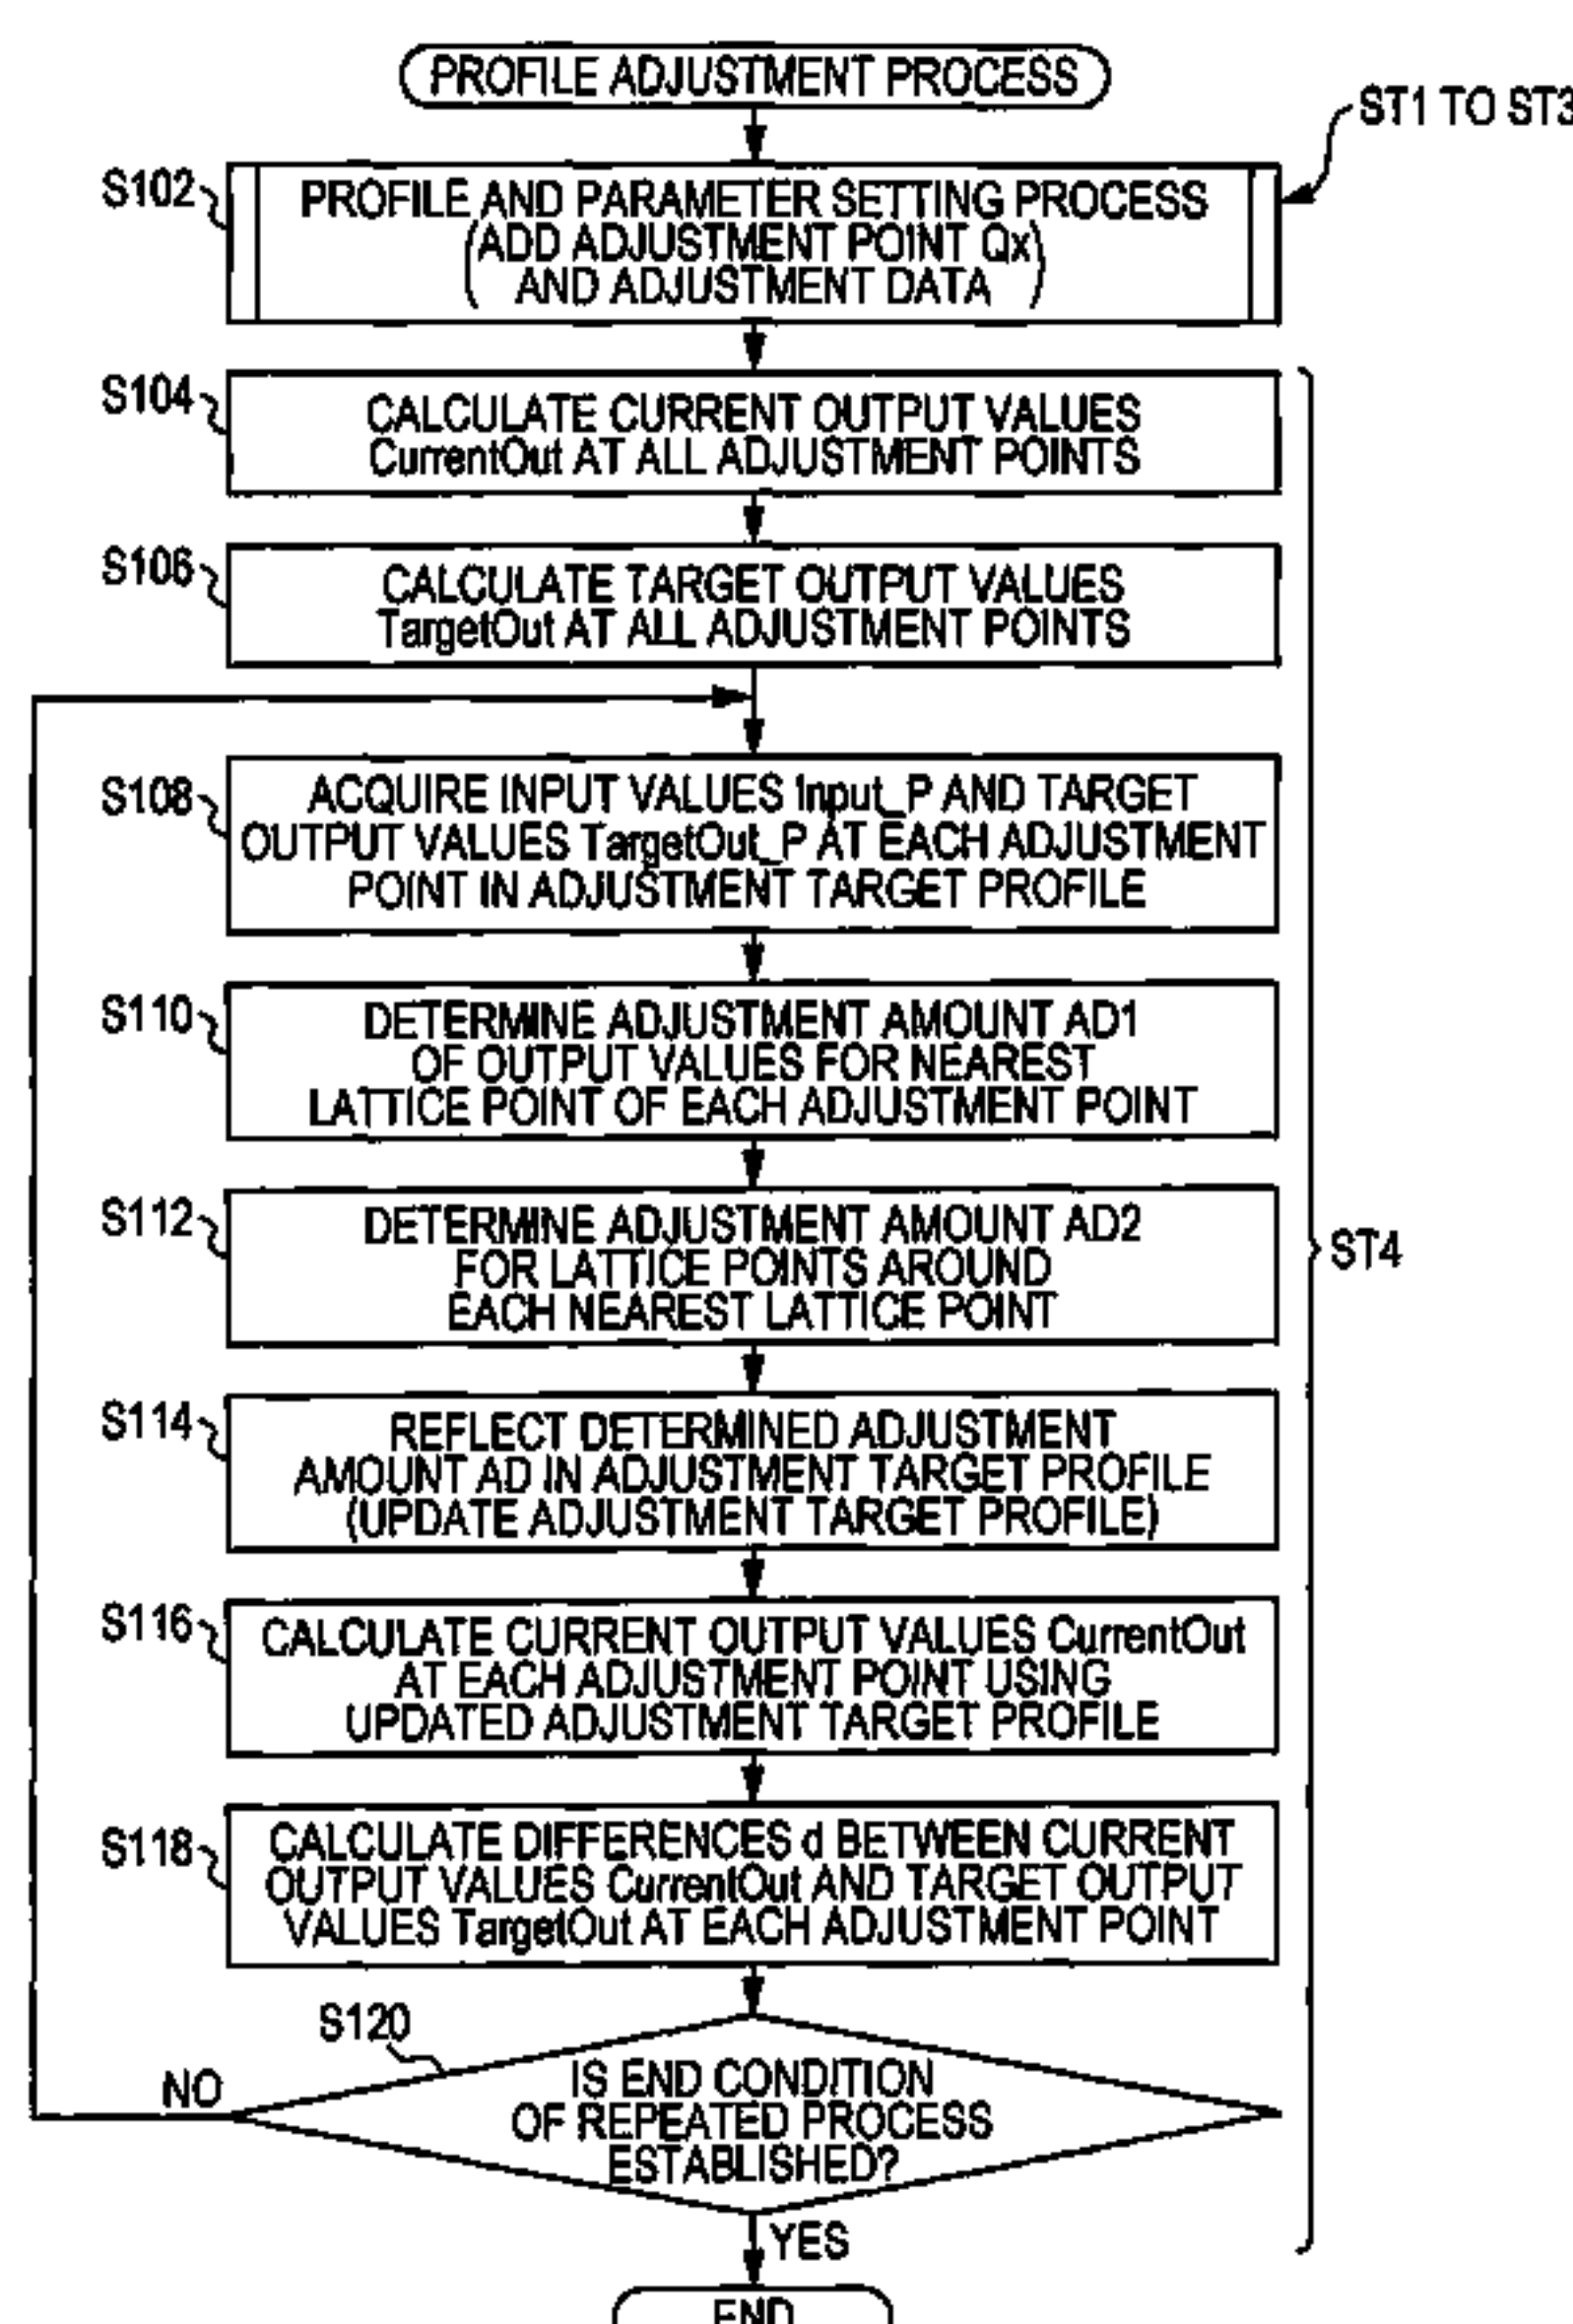 PROFILE ADJUSTMENT PROCESS
ST1 TO ST3
S102
PROFILE AND PARAMETER SETTING PROCESS
(ADD ADJUSTMENT POINT Qx
AND ADJUSTMENT DATA)
S104
CALCULATE CURRENT OUTPUT VALUES
CurrentOut AT ALL ADJUSTMENT POINTS
S106
CALCULATE TARGET OUTPUT VALUES
TargetOut AT ALL ADJUSTMENT POINTS
S108
ACQUIRE INPUT VALUES Input_P AND TARGET
OUTPUT VALUES TargetOut_P AT EACH ADJUSTMENT
POINT IN ADJUSTMENT TARGET PROFILE
S110
DETERMINE ADJUSTMENT AMOUNT AD1
OF OUTPUT VALUES FOR NEAREST
LATTICE POINT OF EACH ADJUSTMENT POINT
S112
DETERMINE ADJUSTMENT AMOUNT AD2
FOR LATTICE POINTS AROUND
EACH NEAREST LATTICE POINT
ST4
S114
REFLECT DETERMINED ADJUSTMENT
AMOUNT AD IN ADJUSTMENT TARGET PROFILE
(UPDATE ADJUSTMENT TARGET PROFILE)
S116
CALCULATE CURRENT OUTPUT VALUES CurrentOut
AT EACH ADJUSTMENT POINT USING
UPDATED ADJUSTMENT TARGET PROFILE
S118
CALCULATE DIFFERENCES d BETWEEN CURRENT
OUTPUT VALUES CurrentOut AND TARGET OUTPUT
VALUES TargetOut AT EACH ADJUSTMENT POINT
S120
IS END CONDITION
OF REPEATED PROCESS
ESTABLISHED?
NO
YES
END